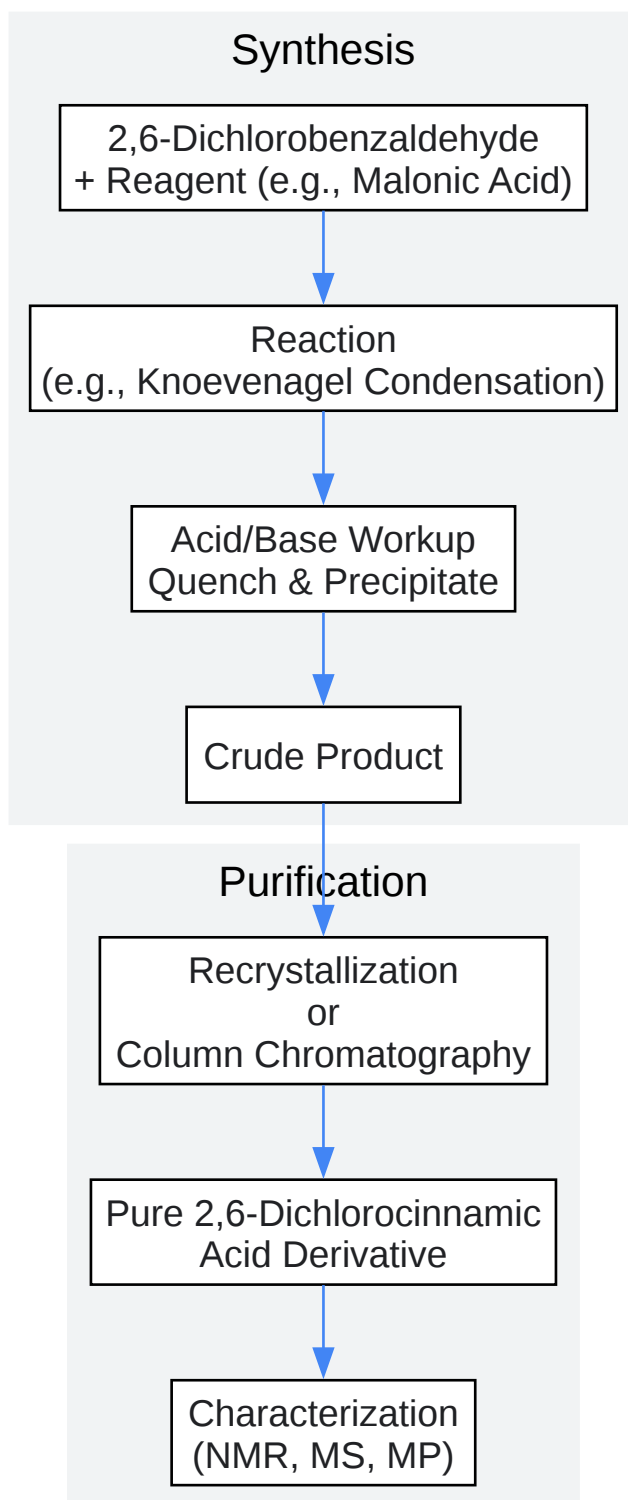 Synthesis
2,6-Dichlorobenzaldehyde
+ Reagent (e.g., Malonic Acid)
Reaction
(e.g., Knoevenagel Condensation)
Acid/Base Workup
Quench & Precipitate
Crude Product
Purification
Recrystallization
or
Column Chromatography
Pure 2,6-Dichlorocinnamic
Acid Derivative
Characterization
(NMR, MS, MP)